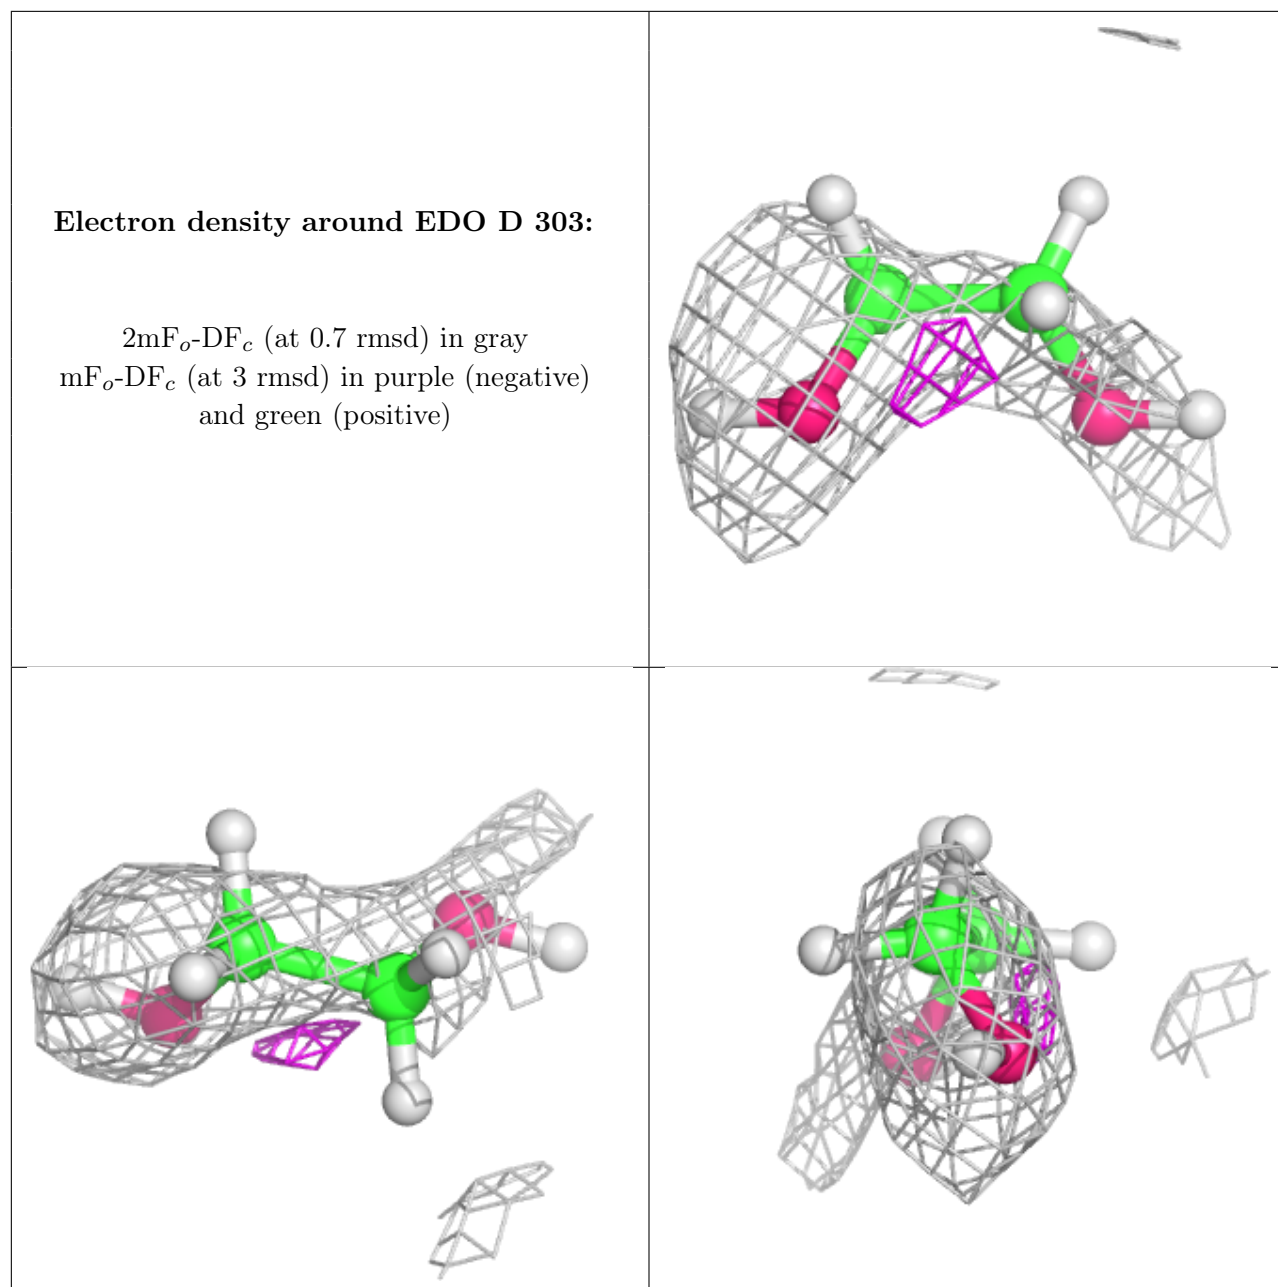 Electron density around EDO D 303:
2mFo-DFc (at 0.7 rmsd) in gray
mFo-DFc (at 3 rmsd) in purple (negative)
and green (positive)